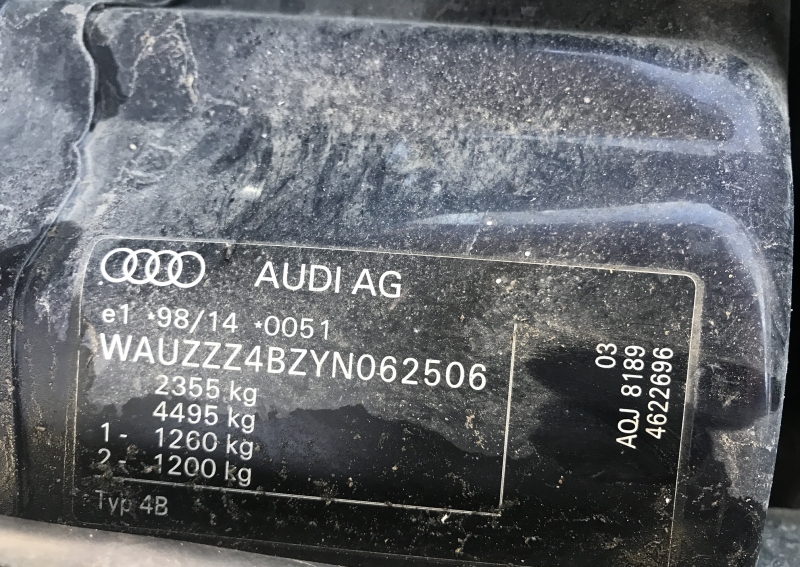 AUDI AG
e1 *98/14 *0051
WAUZZZ4BZYN062506
2355 kg
4495 kg
1- 1260 kg
2- 1200 kg
Typ 4B
03
AQJ 8189
4622696